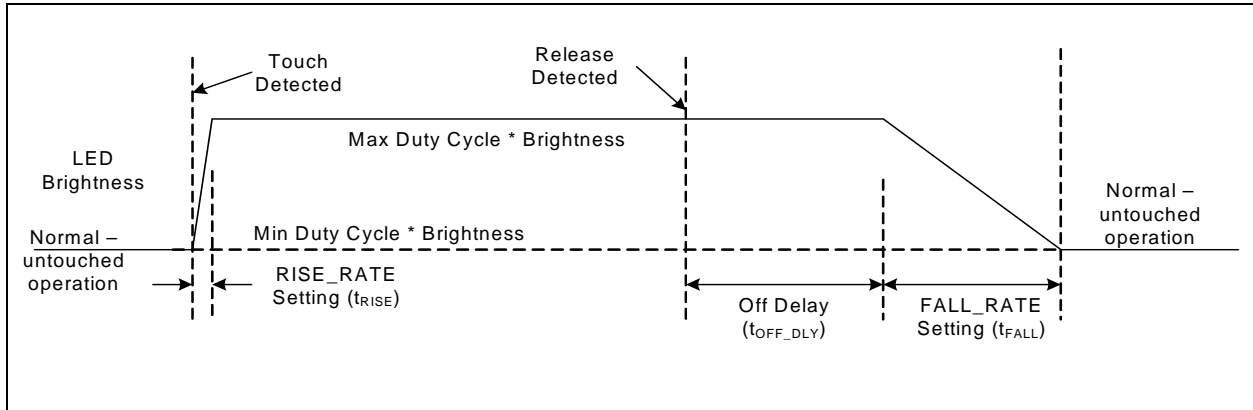 Touch
Detected
Release
Detected
Max Duty Cycle * Brightness
LED
Brightness
Normal –
untouched
operation
Min Duty Cycle * Brightness
Normal –
untouched
operation
RISE_RATE
Setting (tRISE)
Off Delay
(tOFF_DLY)
FALL_RATE
Setting (tFALL)